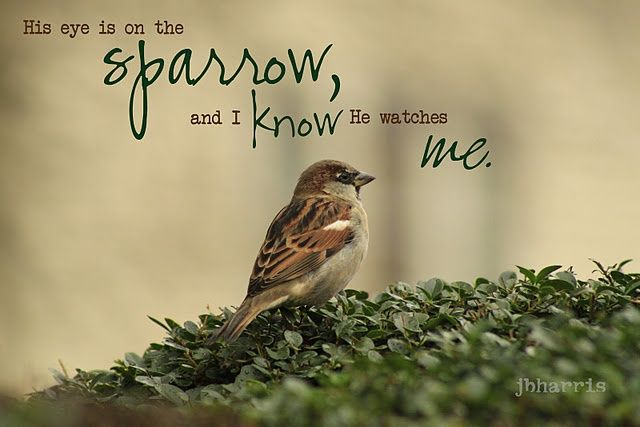 His eye is on the
sparrow,
and I know He watches
me.
jbharris